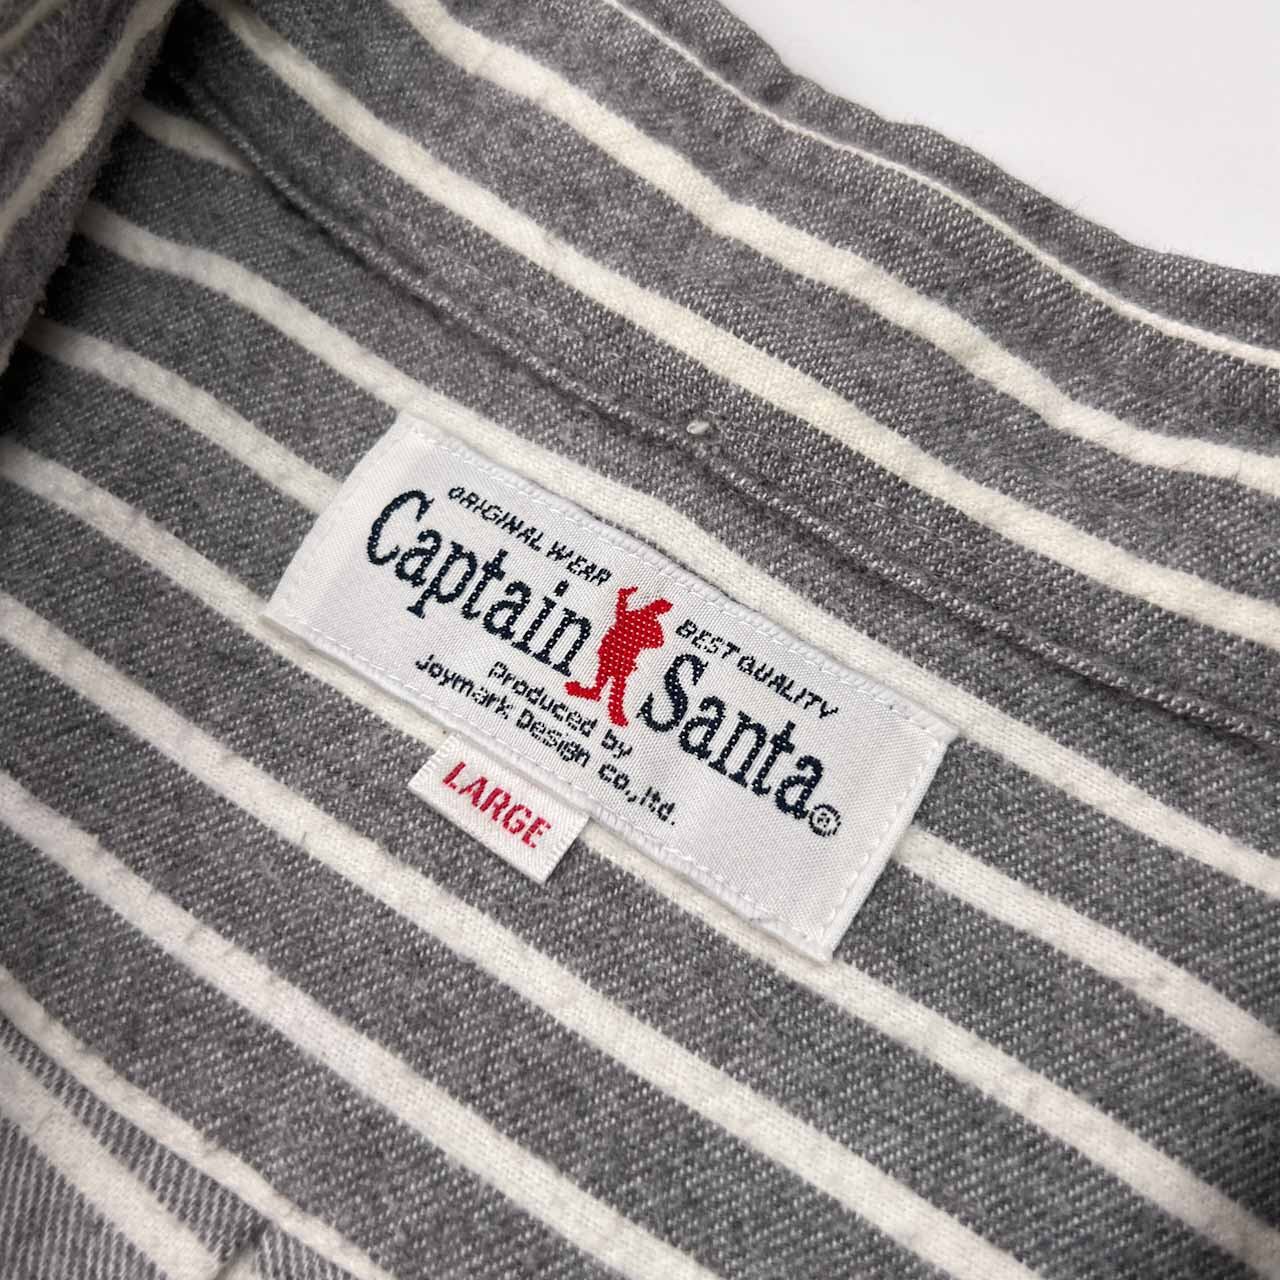 ORIGINAL WEAR
Captain Santa®
BEST QUALITY
Produced by
Joymark Design co.,ltd.
LARGE